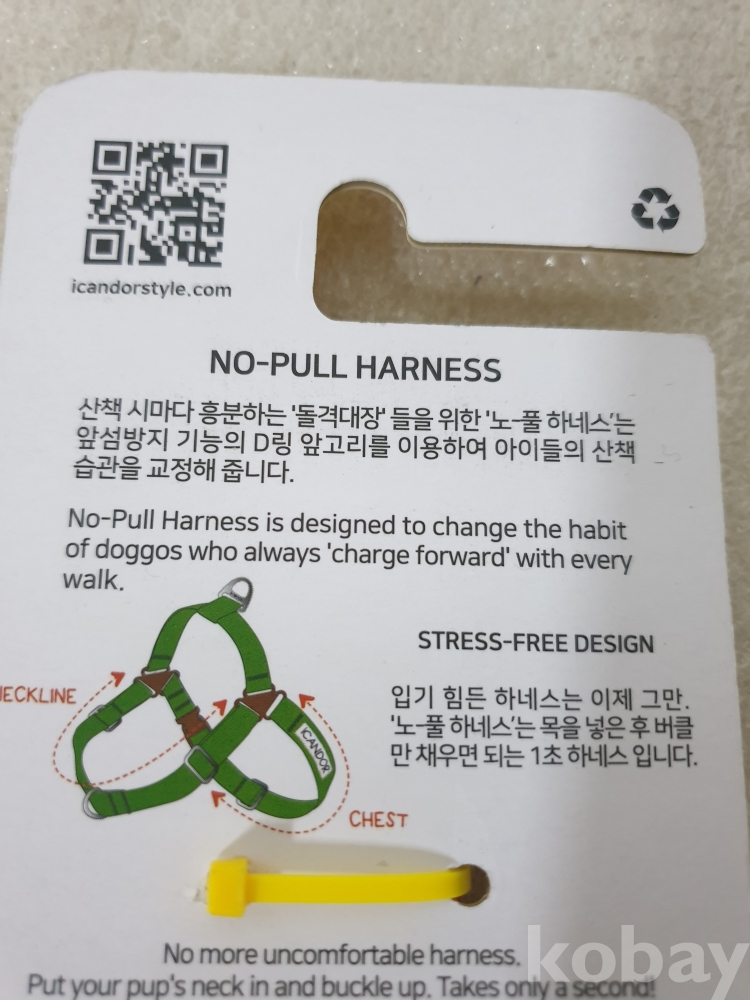 icandorstyle.com
NO-PULL HARNESS
산책 시마다 흥분하는 '돌격대장' 들을 위한 '노-풀 하네스'는
앞섬방지 기능의 D링 앞고리를 이용하여 아이들의 산책
습관을 교정해 줍니다.
No-Pull Harness is designed to change the habit
of doggos who always 'charge forward' with every
walk.
STRESS-FREE DESIGN
NECKLINE
입기 힘든 하네스는 이제 그만.
'노-풀 하네스'는 목을 넣은 후 버클
만 채우면 되는 1초 하네스 입니다.
ICANDOR
CHEST
No more uncomfortable harness.
Put your pup's neck in and buckle up. Takes only a second!
kobay